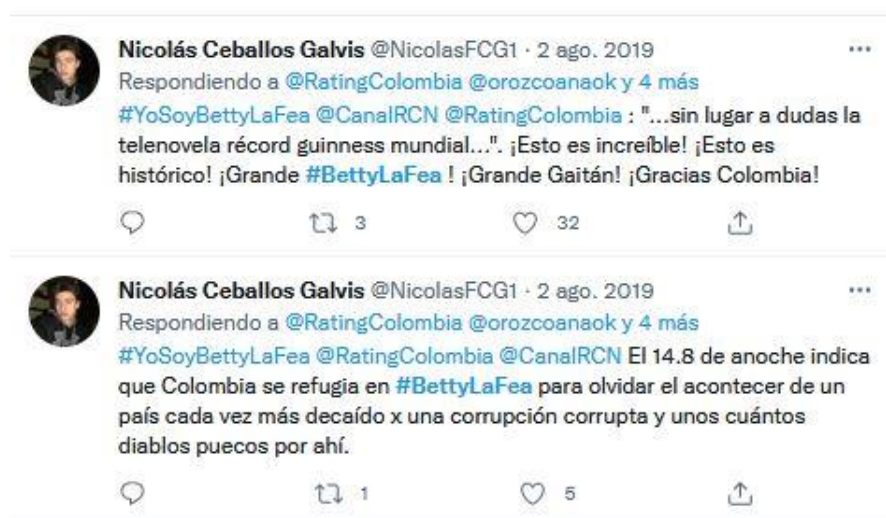 Nicolás Ceballos Galvis @NicolasFCG1 · 2 ago. 2019
Respondiendo a @RatingColombia @orozcoanaok y 4 más
#YoSoyBettyLaFea @CanalRCN @RatingColombia : "...sin lugar a dudas la
telenovela récord guinness mundial...". ¡Esto es increíble! ¡Esto es
histórico! ¡Grande #BettyLaFea ! ¡Grande Gaitán! ¡Gracias Colombia!
3 32
Nicolás Ceballos Galvis @NicolasFCG1 · 2 ago. 2019
Respondiendo a @RatingColombia @orozcoanaok y 4 más
#YoSoyBettyLaFea @RatingColombia @CanalRCN El 14.8 de anoche indica
que Colombia se refugia en #BettyLaFea para olvidar el acontecer de un
país cada vez más decaído x una corrupción corrupta y unos cuántos
diablos puecos por ahí.
1 5